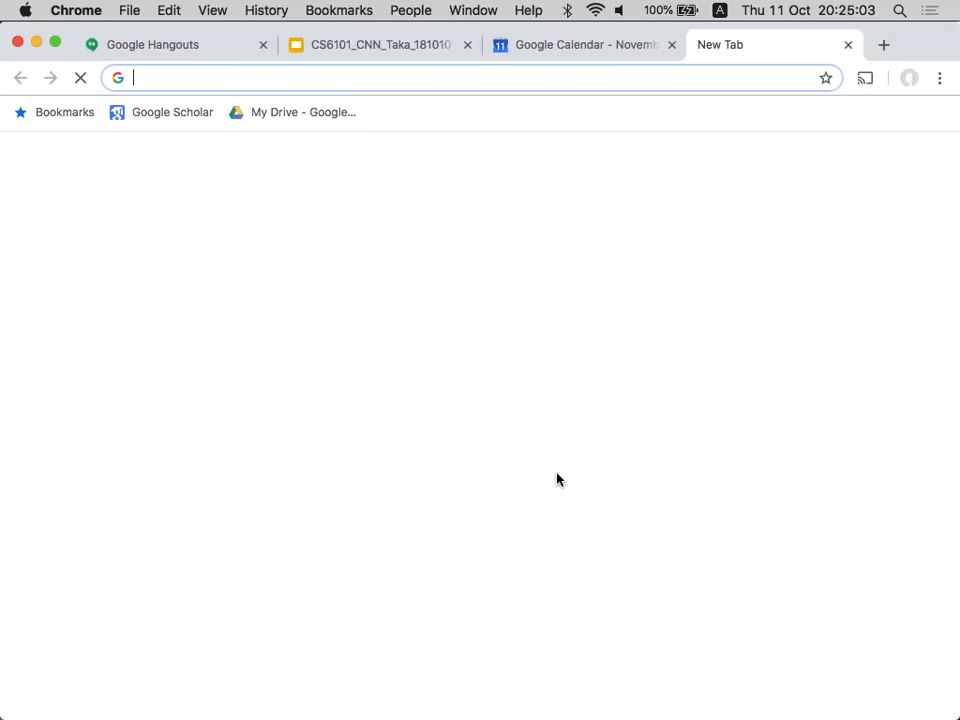 Chrome File Edit View History Bookmarks People Window Help 100% A Thu 11 Oct 20:25:03
Google Hangouts CS6101_CNN_Taka_181010 11 Google Calendar - Novemb New Tab
Bookmarks Google Scholar My Drive - Google...